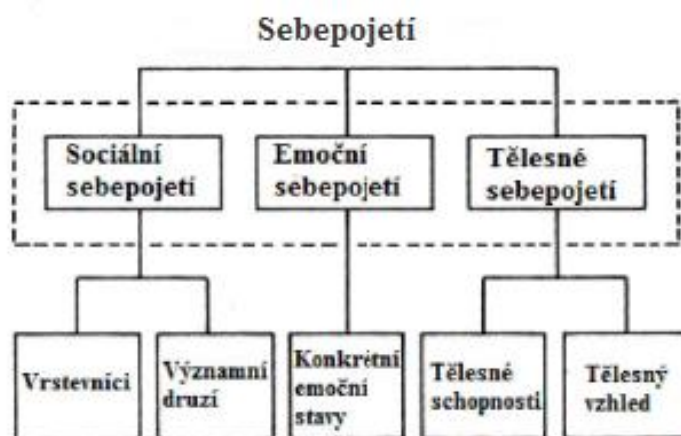 Sebepojetí
Sociální
sebepojetí
Emoční
sebepojetí
Tělesné
sebepojetí
Vrstevníci
Významní
druzí
Konkrétní
emoční
stavy
Tělesné
schopnosti
Tělesný
vzhled